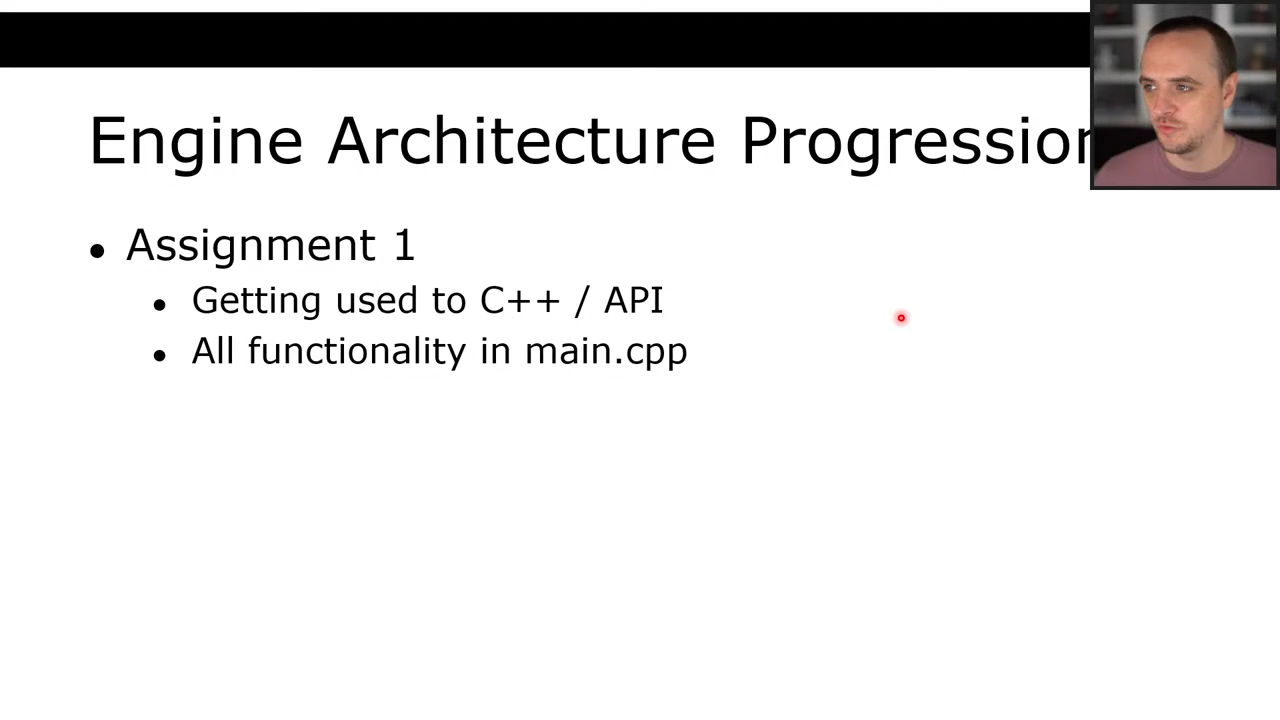 Engine Architecture Progression
Assignment 1
Getting used to C++ / API
All functionality in main.cpp